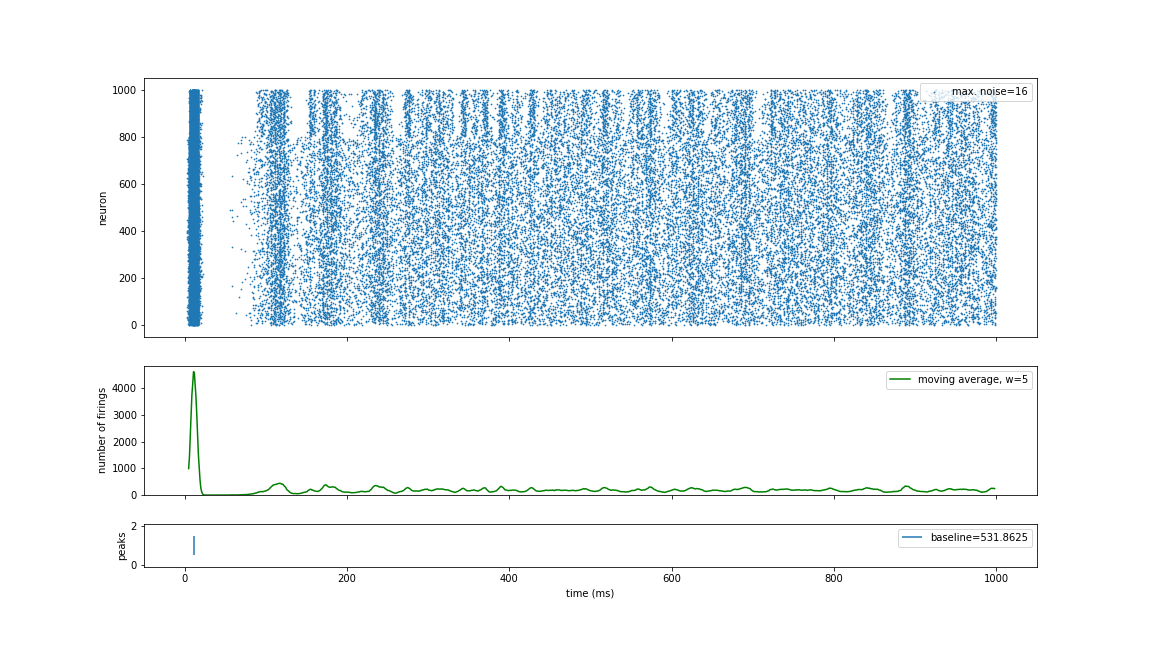 1000
800
600
400
200
0
neuron
max. noise=16
4000
3000
2000
1000
0
number of firings
moving average, w=5
2
0
peaks
baseline=531.8625
0 200 400 600 800 1000
time (ms)